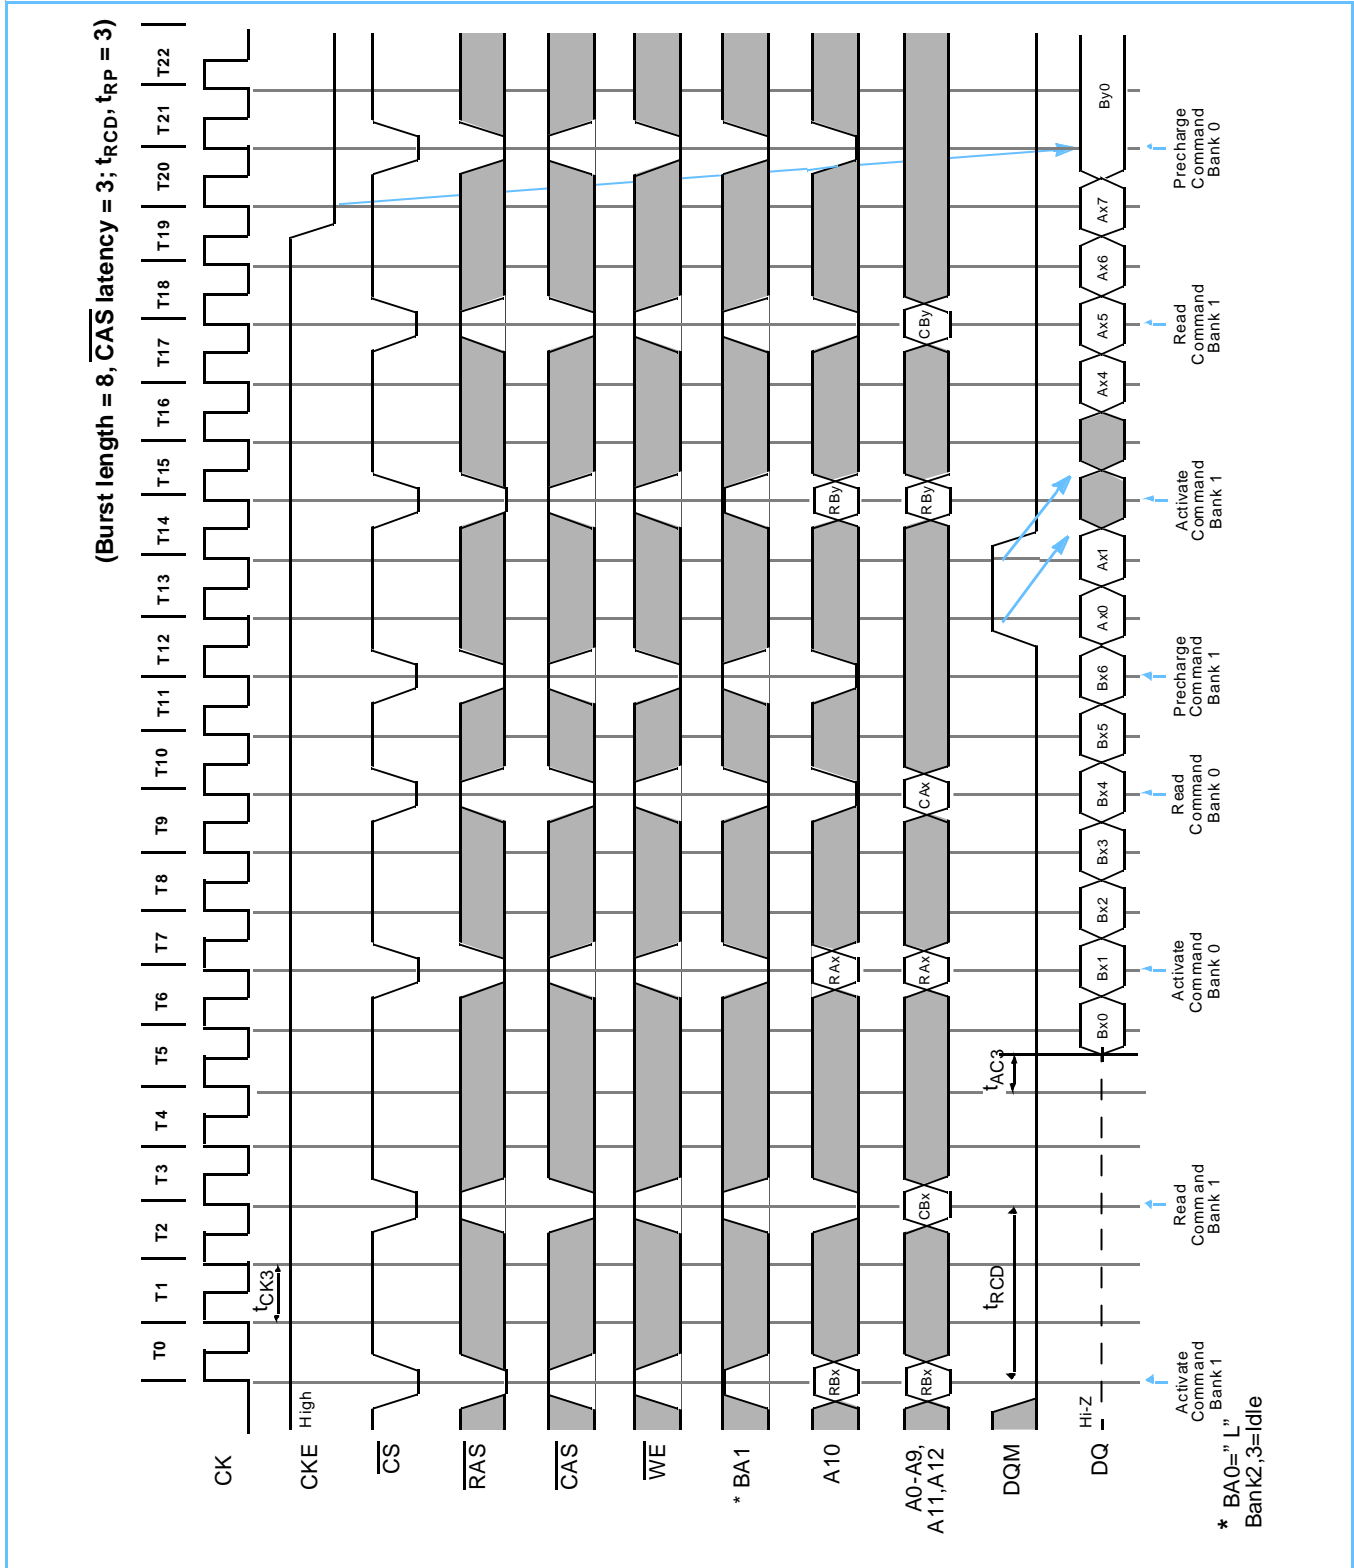 (Burst length = 8, CAS latency = 3; tRCD, tRP = 3)
T0 T1 T2 T3 T4 T5 T6 T7 T8 T9 T10 T11 T12 T13 T14 T15 T16 T17 T18 T19 T20 T21 T22
CK
tCK3
CKE
High
CS
RAS
CAS
WE
* BA1
A10
RBx RAx RBy
A0-A9,
A11,A12
RBx CBx RAx CAx RBy CBy
DQM
tRCD
tAC3
DQ
Hi-Z
Bx0 Bx1 Bx2 Bx3 Bx4 Bx5 Bx6 Ax0 Ax1 Ax4 Ax5 Ax6 Ax7 By0
Activate
Command
Bank 1
Read
Command
Bank 1
Activate
Command
Bank 0
Read
Command
Bank 0
Precharge
Command
Bank 1
Activate
Command
Bank 1
Read
Command
Bank 1
Precharge
Command
Bank 0
* BA0=” L”
Bank2,3=Idle